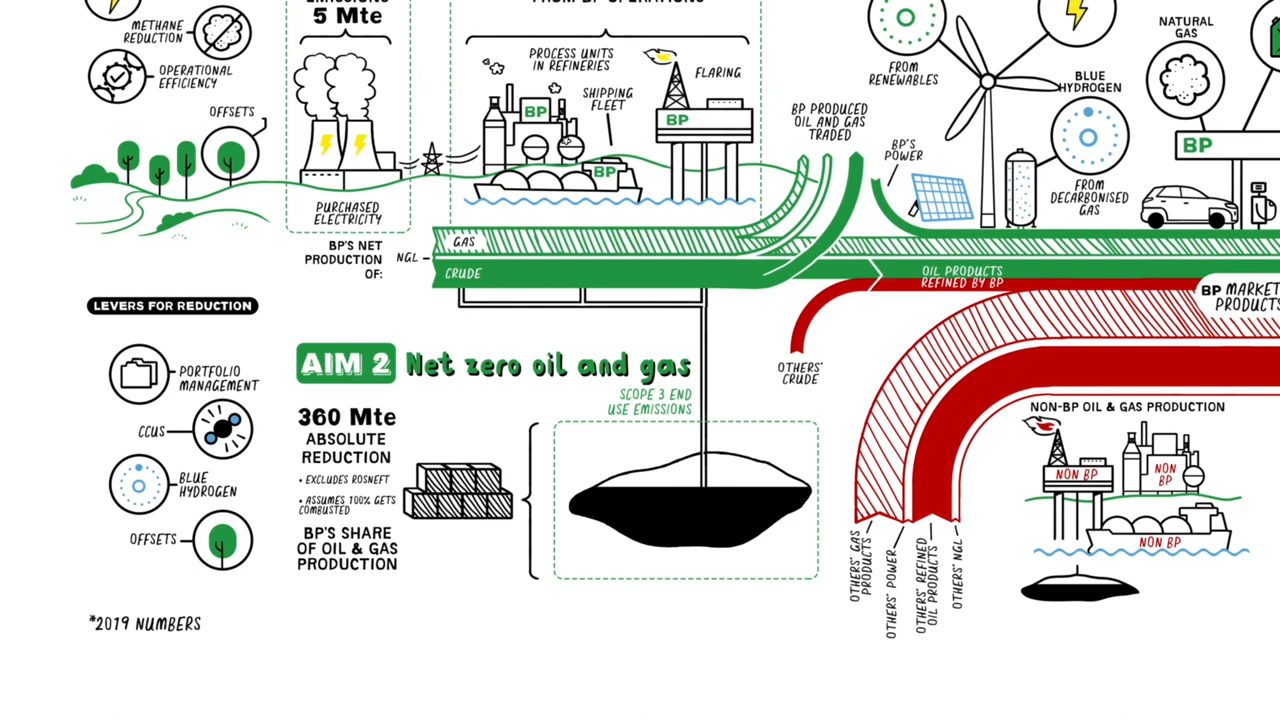 EMISSIONS
5 Mte
FROM BP OPERATIONS
METHANE
REDUCTION
OPERATIONAL
EFFICIENCY
OFFSETS
PROCESS UNITS
IN REFINERIES
FLARING
SHIPPING
FLEET
BP
BP
BP
PURCHASED
ELECTRICITY
BP PRODUCED
OIL AND GAS
TRADED
BP'S
POWER
FROM
RENEWABLES
BLUE
HYDROGEN
FROM
DECARBONISED
GAS
NATURAL
GAS
BP
BP'S NET
PRODUCTION
OF:
NGL
GAS
CRUDE
OIL PRODUCTS
REFINED BY BP
BP MARKET
PRODUCTS
OTHERS'
CRUDE
LEVERS FOR REDUCTION
PORTFOLIO
MANAGEMENT
CCUS
BLUE
HYDROGEN
OFFSETS
AIM 2 Net zero oil and gas
SCOPE 3 END
USE EMISSIONS
360 Mte
ABSOLUTE
REDUCTION
• EXCLUDES ROSNEFT
• ASSUMES 100% GETS
COMBUSTED
BP'S SHARE
OF OIL & GAS
PRODUCTION
OTHERS' GAS
PRODUCTS
OTHERS' POWER
OTHERS' REFINED
OIL PRODUCTS
OTHERS' NGL
NON-BP OIL & GAS PRODUCTION
NON BP
NON
BP
NON BP
*2019 NUMBERS